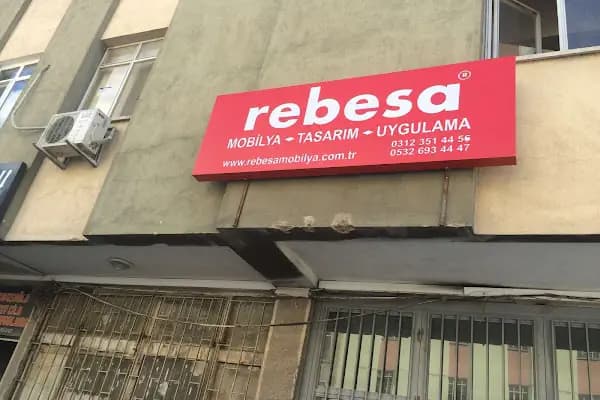 rebesa ®
MOBİLYA - TASARIM - UYGULAMA
0312 351 44 56
www.rebesamobilya.com.tr
0532 693 44 47